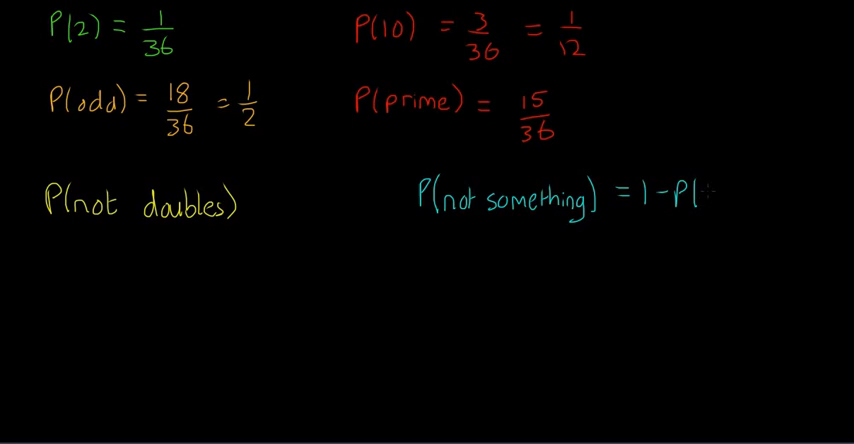 P(2) = 1/36 P(10) = 3/36 = 1/12
P(odd) = 18/36 = 1/2 P(prime) = 15/36
P(not doubles) P(not something) = 1 - P(